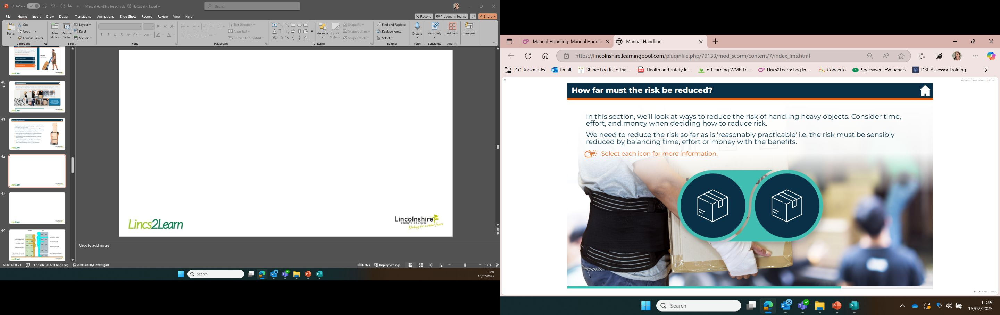 AutoSave
Manual Handling for schools
No Label • Saved
Search
File Home Insert Draw Design Transitions Animations Slide Show Record Review View Help
Record
Present in Teams
Share
Paste
Cut
Copy
Format Painter
Clipboard
New Slide
Re-use Slides
Layout
Reset
Section
Slides
Font
Text Direction
Align Text
Convert to SmartArt
Paragraph
Arrange
Quick Styles
Shape Fill
Shape Outline
Shape Effects
Drawing
Find and Replace
Replace Fonts
Select
Editing
Dictate
Voice
Sensitivity
Sensitivity
Add-ins
Add-ins
Designer
40
41
42
43
44
Lincs2Learn
Lincolnshire
COUNTY COUNCIL
Working for a better future
Click to add notes
Slide 42 of 74
English (United Kingdom)
Accessibility: Investigate
Notes
Display Settings
100%
Search
11:49
15/07/2025
Manual Handling: Manual Handlin
Manual Handling
https://lincolnshire.learningpool.com/pluginfile.php/79133/mod_scorm/content/7/index_lms.html
LCC Bookmarks
Email
Shine: Log in to the...
Health and safety in...
e-Learning WMB Le...
Lincs2Learn: Log in...
Concerto
Specsavers eVouchers
DSE Assessor Training
How far must the risk be reduced?
In this section, we'll look at ways to reduce the risk of handling heavy objects. Consider time,
effort, and money when deciding how to reduce risk.
We need to reduce the risk so far as is 'reasonably practicable' i.e. the risk must be sensibly
reduced by balancing time, effort or money with the benefits.
Select each icon for more information.
Search
11:49
15/07/2025